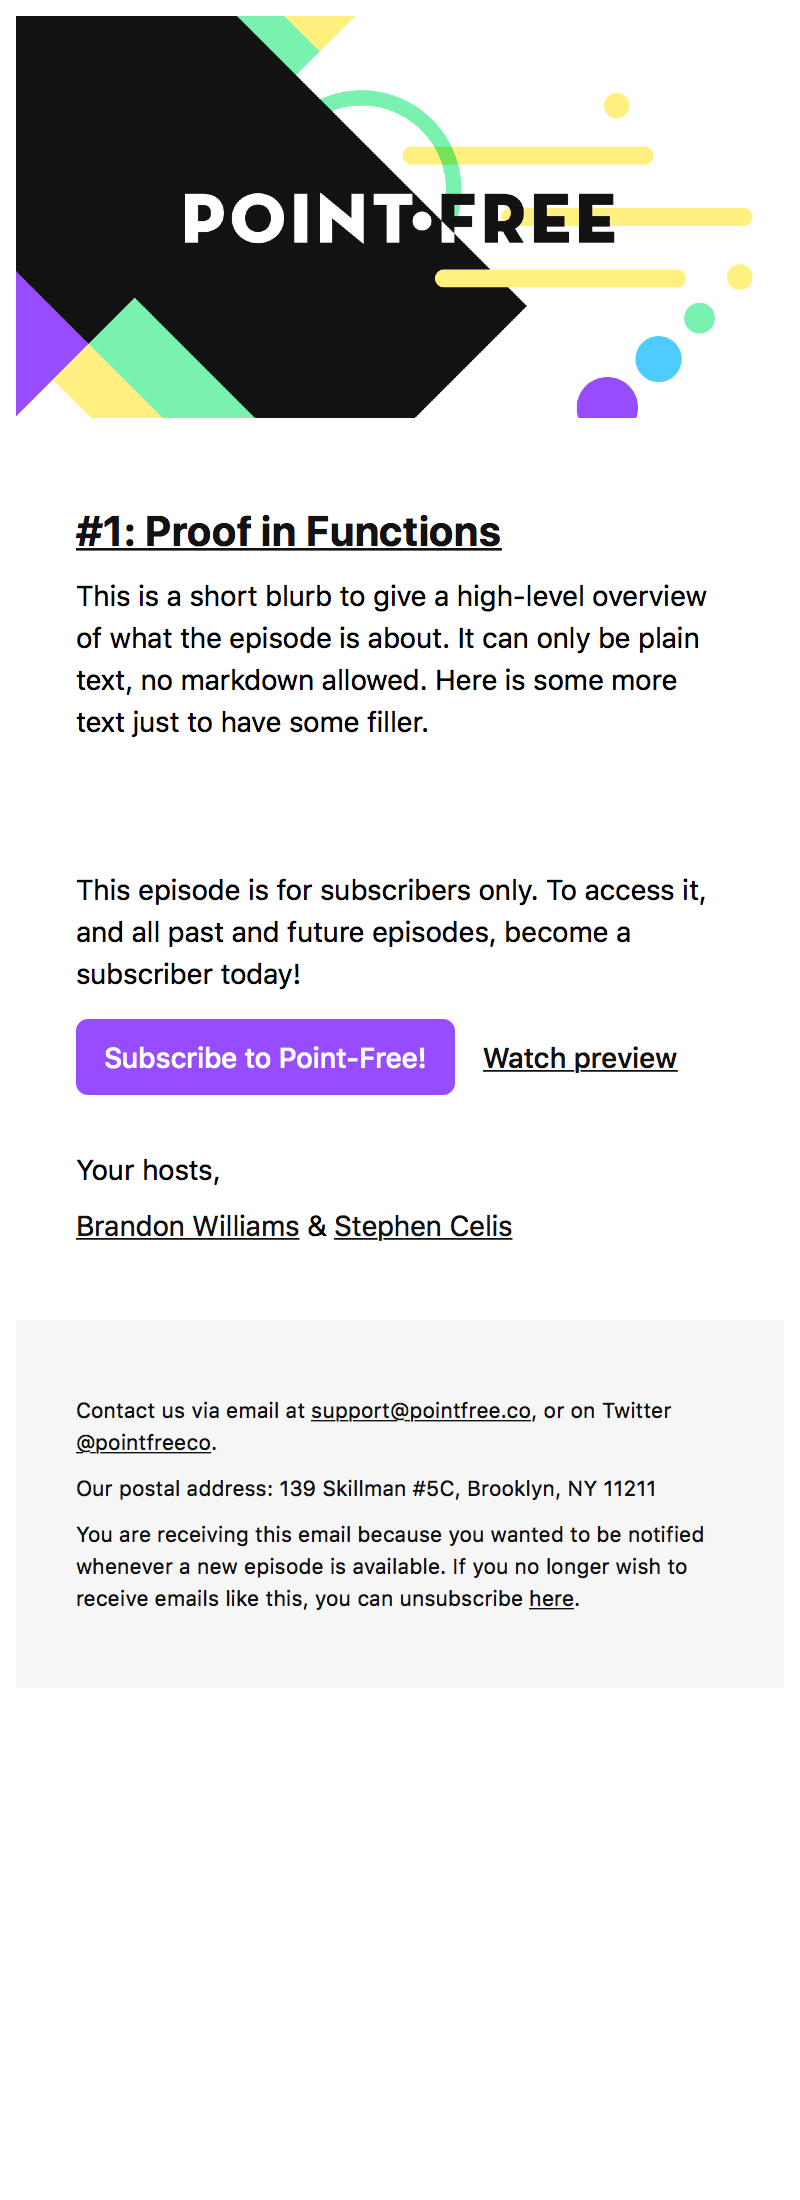 POINT•FREE
#1: Proof in Functions
This is a short blurb to give a high-level overview
of what the episode is about. It can only be plain
text, no markdown allowed. Here is some more
text just to have some filler.
This episode is for subscribers only. To access it,
and all past and future episodes, become a
subscriber today!
Subscribe to Point-Free! Watch preview
Your hosts,
Brandon Williams & Stephen Celis
Contact us via email at support@pointfree.co, or on Twitter
@pointfreeco.
Our postal address: 139 Skillman #5C, Brooklyn, NY 11211
You are receiving this email because you wanted to be notified
whenever a new episode is available. If you no longer wish to
receive emails like this, you can unsubscribe here.